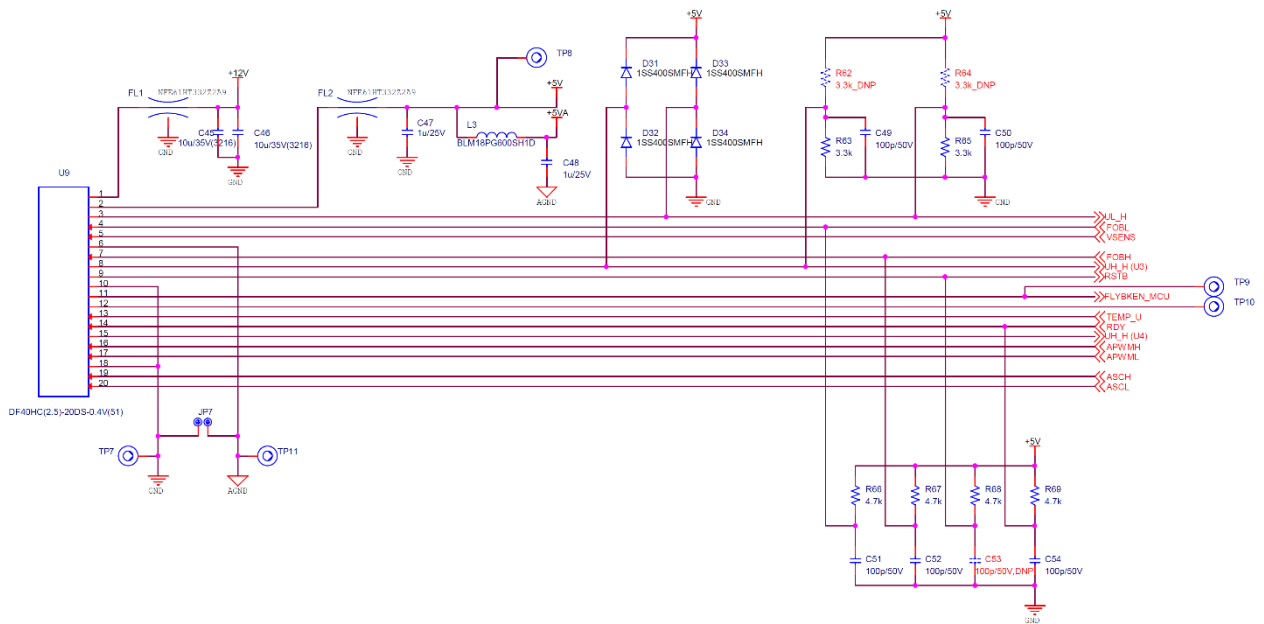 +5V
+5V
TP8
D31
1SS400SMFH
D33
1SS400SMFH
R62
3.3k_DNP
R64
3.3k_DNP
+12V
+5V
FL1
NFE61HT332Z2A9
FL2
NFE61HT332Z2A9
+5VA
C45
10u/35V(3216)
C46
10u/35V(3216)
C47
1u/25V
L3
BLM18PG600SH1D
D32
1SS400SMFH
D34
1SS400SMFH
R63
3.3k
C49
100p/50V
R65
3.3k
C50
100p/50V
GND
GND
GND
GND
C48
1u/25V
AGND
GND
GND
U9
1
2
3
4
5
6
7
8
9
10
11
12
13
14
15
16
17
18
19
20
UL_H
FOBL
VSENS
FOBH
UH_H (U3)
RSTB
FLYBKEN_MCU
TP9
TP10
TEMP_U
RDY
UH_H (U4)
APWMH
APWML
ASCH
ASCL
DF40HC(2.5)-20DS-0.4V(51)
JP7
TP7
TP11
GND
AGND
+5V
R66
4.7k
R67
4.7k
R68
4.7k
R69
4.7k
C51
100p/50V
C52
100p/50V
C53
100p/50V,DNP
C54
100p/50V
GND